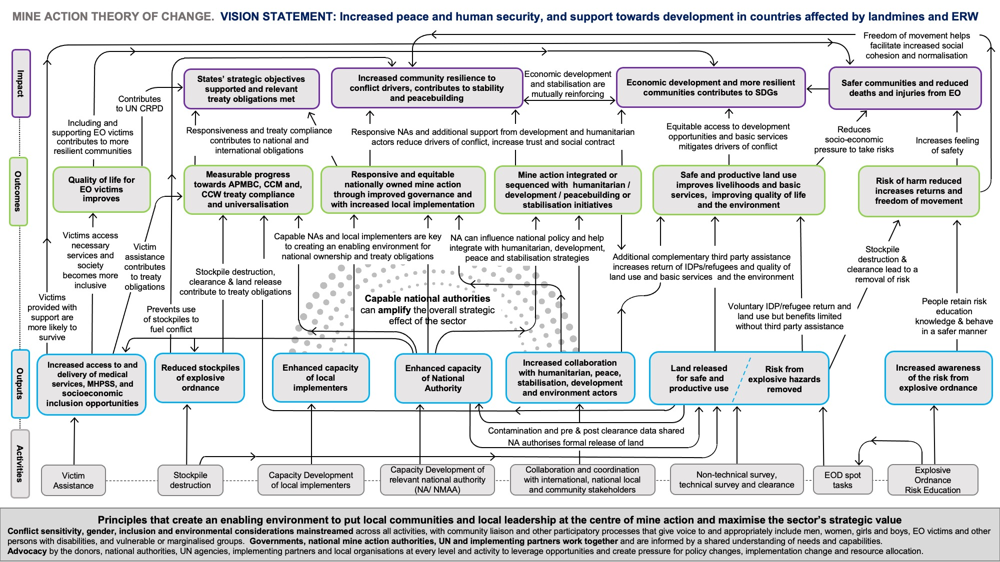 MINE ACTION THEORY OF CHANGE. VISION STATEMENT: Increased peace and human security, and support towards development in countries affected by landmines and ERW
Freedom of movement helps
facilitate increased social
cohesion and normalisation
Impact
States’ strategic objectives
supported and relevant
treaty obligations met
Increased community resilience to
conflict drivers, contributes to stability
and peacebuilding
Economic development
and stabilisation are
mutually reinforcing
Economic development and more resilient
communities contributes to SDGs
Safer communities and reduced
deaths and injuries from EO
Contributes
to UN CRPD
Including and
supporting EO victims
contributes to more
resilient communities
Responsiveness and treaty compliance
contributes to national and
international obligations
Responsive NAs and additional support from development and humanitarian
actors reduce drivers of conflict, increase trust and social contract
Equitable access to development
opportunities and basic services
mitigates drivers of conflict
Reduces
socio-economic
pressure to take risks
Increases feeling
of safety
Outcomes
Quality of life for
EO victims
improves
Measurable progress
towards APMBC, CCM and,
CCW treaty compliance
and universalisation
Responsive and equitable
nationally owned mine action
through improved governance and
with increased local implementation
Mine action integrated or
sequenced with humanitarian /
development / peacebuilding or
stabilisation initiatives
Safe and productive land use
improves livelihoods and basic
services, improving quality of life
and the environment
Risk of harm reduced
increases returns and
freedom of movement
Victims access
necessary
services and
society
becomes more
inclusive
Victim
assistance
contributes
to treaty
obligations
Capable NAs and local implementers are key
to creating an enabling environment for
national ownership and treaty obligations
NA can influence national policy and help
integrate with humanitarian, development,
peace and stabilisation strategies
Additional complementary third party assistance
increases return of IDPs/refugees and quality of
land use and basic services and the environment
Stockpile
destruction &
clearance lead to a
removal of risk
Stockpile destruction,
clearance & land release
contribute to treaty obligations
Victims
provided with
support are
more likely to
survive
Prevents use
of stockpiles to
fuel conflict
Capable national authorities
can amplify the overall strategic
effect of the sector
Voluntary IDP/refugee return and
land use but benefits limited
without third party assistance
People retain risk
education
knowledge & behave
in a safer manner
Outputs
Increased access to and
delivery of medical
services, MHPSS, and
socioeconomic
inclusion opportunities
Reduced stockpiles
of explosive
ordnance
Enhanced capacity
of local
implementers
Enhanced capacity
of National
Authority
Increased collaboration
with humanitarian, peace,
stabilisation, development
and environment actors
Land released
for safe and
productive use
Risk from
explosive hazards
removed
Increased awareness
of the risk from
explosive ordnance
Contamination and pre & post clearance data shared
NA authorises formal release of land
Activities
Victim
Assistance
Stockpile
destruction
Capacity Development
of local implementers
Capacity Development of
relevant national authority
(NA/ NMAA)
Collaboration and coordination
with international, national local
and community stakeholders
Non-technical survey,
technical survey and clearance
EOD spot
tasks
Explosive
Ordnance
Risk Education
Principles that create an enabling environment to put local communities and local leadership at the centre of mine action and maximise the sector’s strategic value
Conflict sensitivity, gender, inclusion and environmental considerations mainstreamed across all activities, with community liaison and other participatory processes that give voice to and appropriately include men, women, girls and boys, EO victims and other
persons with disabilities, and vulnerable or marginalised groups. Governments, national mine action authorities, UN and implementing partners work together and are informed by a shared understanding of needs and capabilities.
Advocacy by the donors, national authorities, UN agencies, implementing partners and local organisations at every level and activity to leverage opportunities and create pressure for policy changes, implementation change and resource allocation.